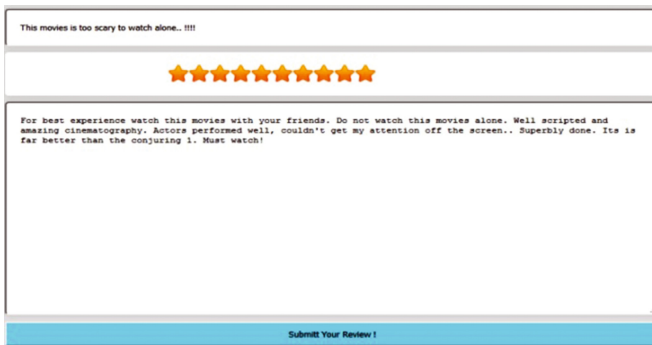 This movies is too scary to watch alone.. !!!!
For best experience watch this movies with your friends. Do not watch this movies alone. Well scripted and
amazing cinematography. Actors performed well, couldn't get my attention off the screen.. Superbly done. Its is
far better than the conjuring 1. Must watch!
Submitt Your Review !